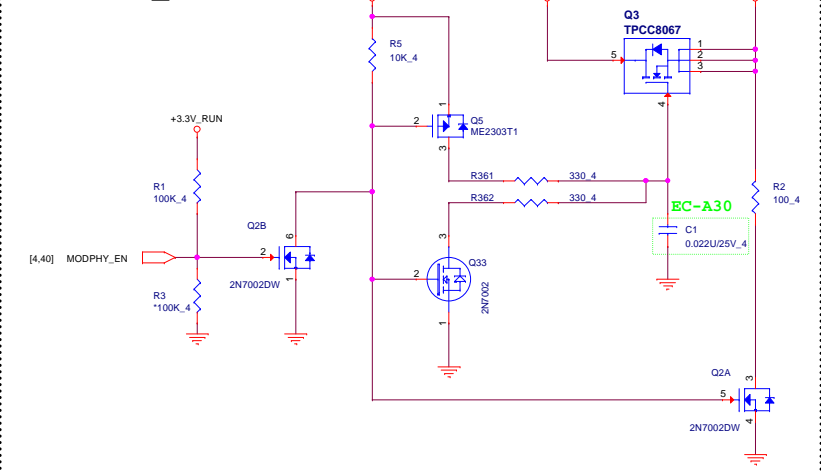 Q3
TPCC8067
R5
10K_4
5
1
2
3
4
+3.3V_RUN
1
2
Q5
ME2303T1
3
R1
100K_4
R361
330_4
R362
330_4
R2
100_4
EC-A30
C1
0.022U/25V_4
Q2B
6
2
1
2N7002DW
[4,40]
MODPHY_EN
R3
*100K_4
3
2
Q33
2N7002
1
Q2A
3
5
4
2N7002DW